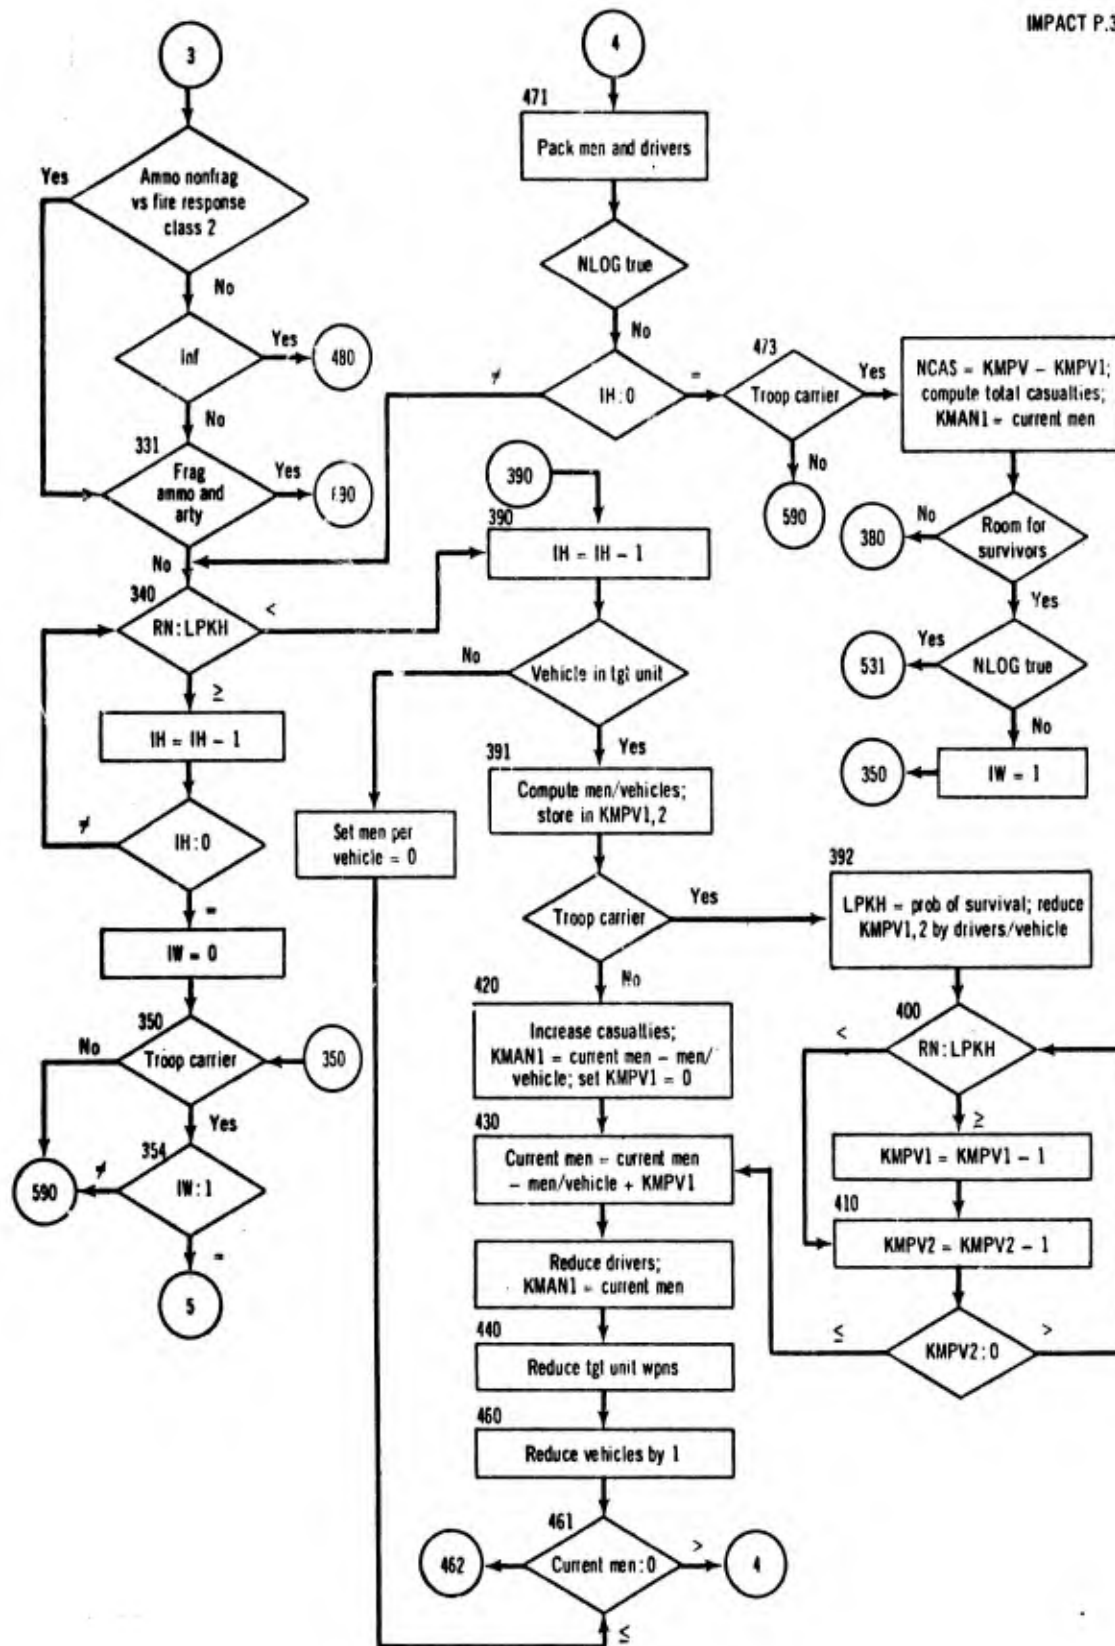 IMPACT P.3
3
Ammo nonfrag
vs fire response
class 2
Yes
No
Inf
Yes
480
No
331
Frag
ammo and
arty
Yes
No
340
RN : LPKH
<
≥
IH = IH - 1
IH : 0
≠
=
IW = 0
350
Troop carrier
No
350
Yes
354
IW : 1
≠
590
=
5
4
471
Pack men and drivers
NLOG true
No
IH : 0
≠
=
473
Troop carrier
Yes
No
590
NCAS = KMPV - KMPV1;
compute total casualties;
KMAN1 = current men
Room for
survivors
No
380
Yes
NLOG true
Yes
531
No
IW = 1
350
390
390
IH = IH - 1
Vehicle in tgt unit
No
Yes
Set men per
vehicle = 0
391
Compute men/vehicles;
store in KMPV1,2
Troop carrier
Yes
No
392
LPKH = prob of survival; reduce
KMPV1,2 by drivers/vehicle
400
RN : LPKH
<
≥
KMPV1 = KMPV1 - 1
410
KMPV2 = KMPV2 - 1
KMPV2 : 0
≤
>
420
Increase casualties;
KMAN1 = current men - men/
vehicle; set KMPV1 = 0
430
Current men = current men
- men/vehicle + KMPV1
Reduce drivers;
KMAN1 = current men
440
Reduce tgt unit wpns
460
Reduce vehicles by 1
461
Current men : 0
462
>
4
≤